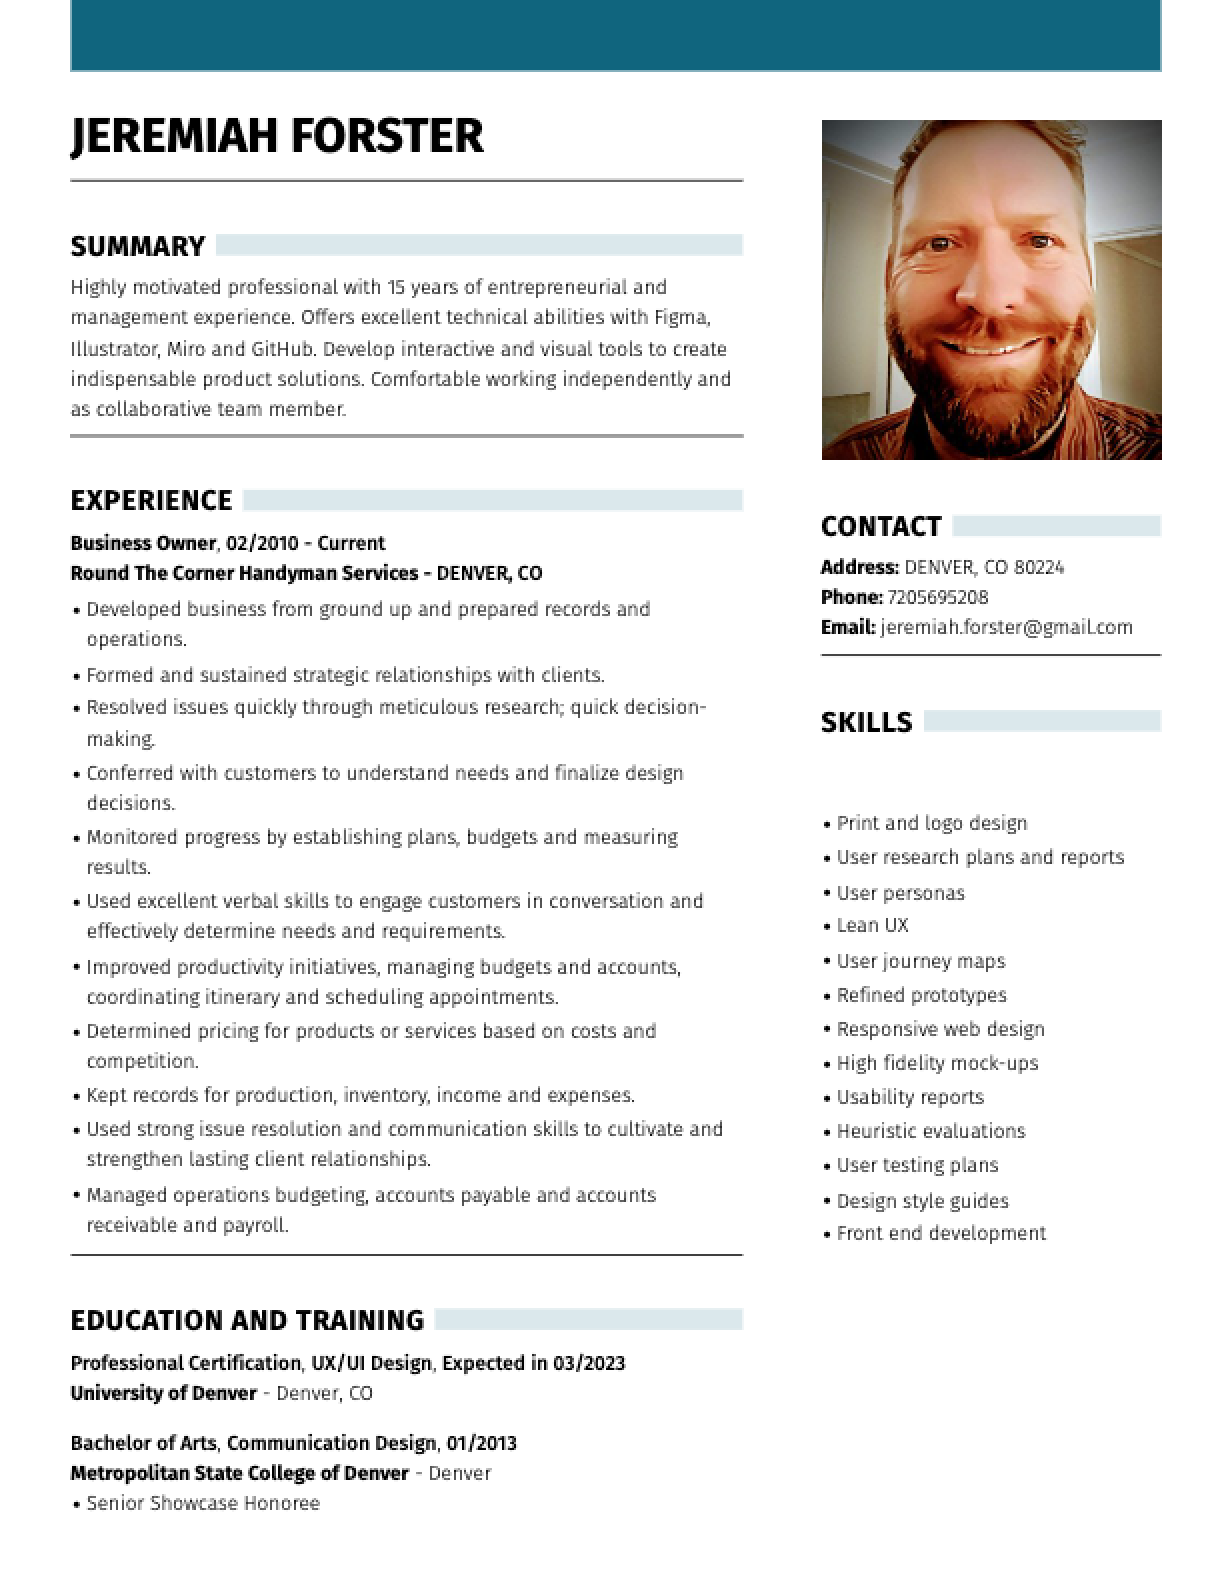 JEREMIAH FORSTER
SUMMARY
Highly motivated professional with 15 years of entrepreneurial and
management experience. Offers excellent technical abilities with Figma,
Illustrator, Miro and GitHub. Develop interactive and visual tools to create
indispensable product solutions. Comfortable working independently and
as collaborative team member.
EXPERIENCE
Business Owner, 02/2010 - Current
Round The Corner Handyman Services - DENVER, CO
• Developed business from ground up and prepared records and
operations.
• Formed and sustained strategic relationships with clients.
• Resolved issues quickly through meticulous research; quick decision-
making.
• Conferred with customers to understand needs and finalize design
decisions.
• Monitored progress by establishing plans, budgets and measuring
results.
• Used excellent verbal skills to engage customers in conversation and
effectively determine needs and requirements.
• Improved productivity initiatives, managing budgets and accounts,
coordinating itinerary and scheduling appointments.
• Determined pricing for products or services based on costs and
competition.
• Kept records for production, inventory, income and expenses.
• Used strong issue resolution and communication skills to cultivate and
strengthen lasting client relationships.
• Managed operations budgeting, accounts payable and accounts
receivable and payroll.
EDUCATION AND TRAINING
Professional Certification, UX/UI Design, Expected in 03/2023
University of Denver - Denver, CO
Bachelor of Arts, Communication Design, 01/2013
Metropolitan State College of Denver - Denver
• Senior Showcase Honoree
CONTACT
Address: DENVER, CO 80224
Phone: 7205695208
Email: jeremiah.forster@gmail.com
SKILLS
• Print and logo design
• User research plans and reports
• User personas
• Lean UX
• User journey maps
• Refined prototypes
• Responsive web design
• High fidelity mock-ups
• Usability reports
• Heuristic evaluations
• User testing plans
• Design style guides
• Front end development